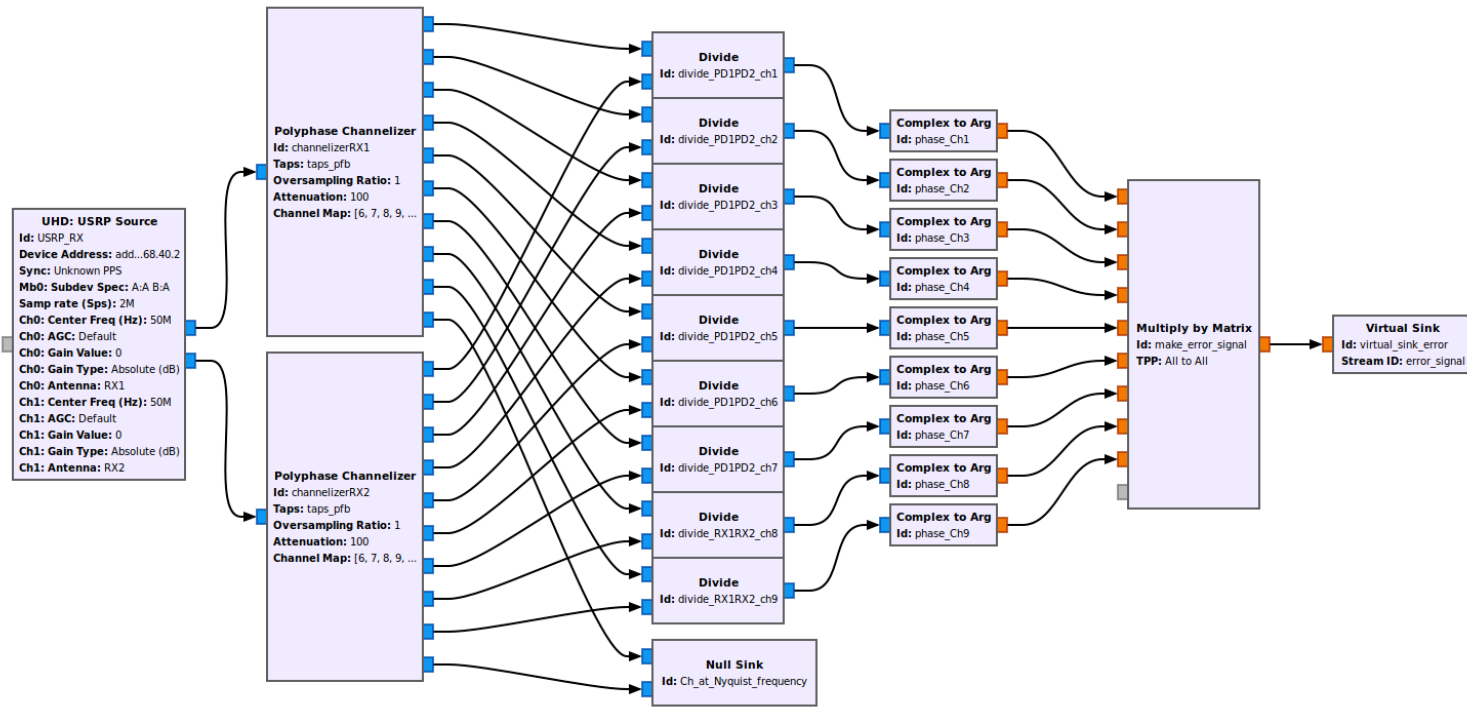 UHD: USRP Source
Id: USRP_RX
Device Address: add...68.40.2
Sync: Unknown PPS
Mb0: Subdev Spec: A:A B:A
Samp rate (Sps): 2M
Ch0: Center Freq (Hz): 50M
Ch0: AGC: Default
Ch0: Gain Value: 0
Ch0: Gain Type: Absolute (dB)
Ch0: Antenna: RX1
Ch1: Center Freq (Hz): 50M
Ch1: AGC: Default
Ch1: Gain Value: 0
Ch1: Gain Type: Absolute (dB)
Ch1: Antenna: RX2
Polyphase Channelizer
Id: channelizerRX1
Taps: taps_pfb
Oversampling Ratio: 1
Attenuation: 100
Channel Map: [6, 7, 8, 9, ...
Polyphase Channelizer
Id: channelizerRX2
Taps: taps_pfb
Oversampling Ratio: 1
Attenuation: 100
Channel Map: [6, 7, 8, 9, ...
Divide
Id: divide_PD1PD2_ch1
Divide
Id: divide_PD1PD2_ch2
Divide
Id: divide_PD1PD2_ch3
Divide
Id: divide_PD1PD2_ch4
Divide
Id: divide_PD1PD2_ch5
Divide
Id: divide_PD1PD2_ch6
Divide
Id: divide_PD1PD2_ch7
Divide
Id: divide_RX1RX2_ch8
Divide
Id: divide_RX1RX2_ch9
Null Sink
Id: Ch_at_Nyquist_frequency
Complex to Arg
Id: phase_Ch1
Complex to Arg
Id: phase_Ch2
Complex to Arg
Id: phase_Ch3
Complex to Arg
Id: phase_Ch4
Complex to Arg
Id: phase_Ch5
Complex to Arg
Id: phase_Ch6
Complex to Arg
Id: phase_Ch7
Complex to Arg
Id: phase_Ch8
Complex to Arg
Id: phase_Ch9
Multiply by Matrix
Id: make_error_signal
TPP: All to All
Virtual Sink
Id: virtual_sink_error
Stream ID: error_signal